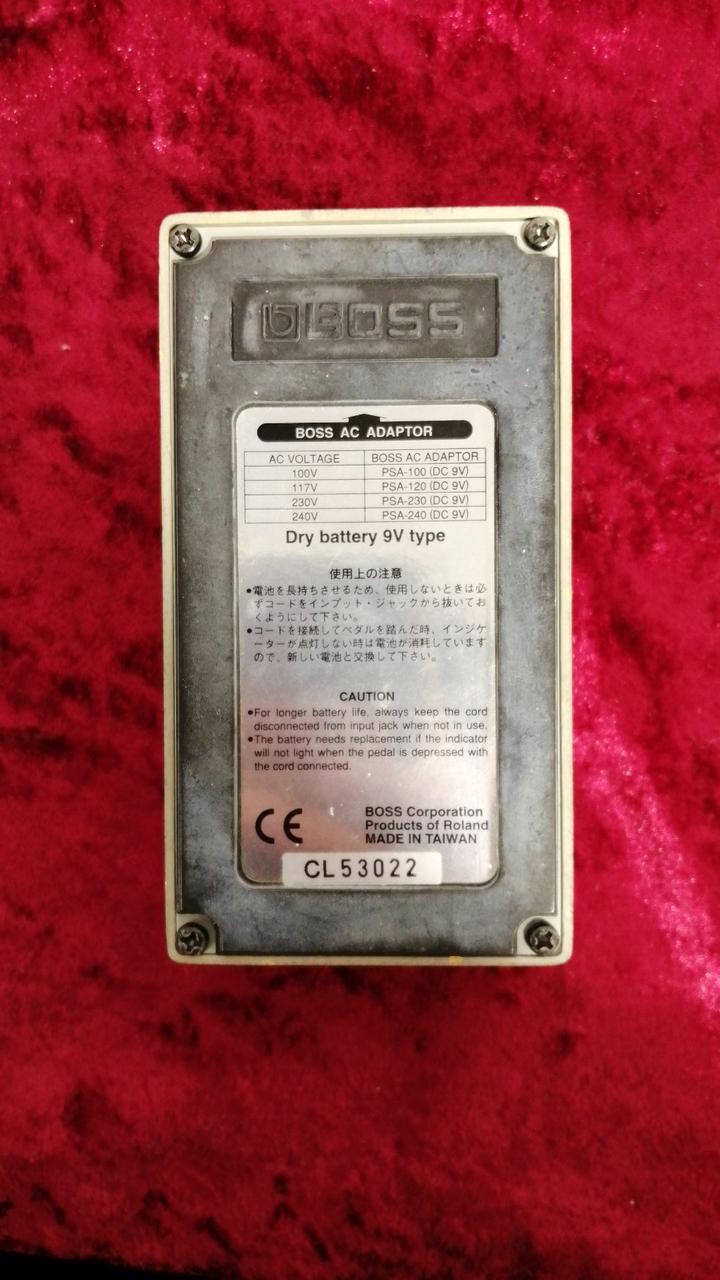 BOSS
BOSS AC ADAPTOR
AC VOLTAGE BOSS AC ADAPTOR
100V PSA-100 (DC 9V)
117V PSA-120 (DC 9V)
230V PSA-230 (DC 9V)
240V PSA-240 (DC 9V)
Dry battery 9V type
使用上の注意
●電池を長持ちさせるため、使用しないときは必
ずコードをインプット・ジャックから抜いてお
くようにして下さい。
●コードを接続してペダルを踏んだ時、インジケ
ーターが点灯しない時は電池が消耗しています
ので、新しい電池と交換して下さい。
CAUTION
●For longer battery life, always keep the cord
disconnected from input jack when not in use.
●The battery needs replacement if the indicator
will not light when the pedal is depressed with
the cord connected.
CE
BOSS Corporation
Products of Roland
MADE IN TAIWAN
CL53022